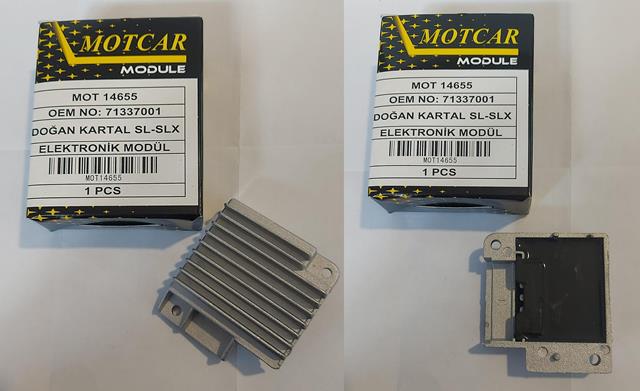 MOTCAR
MODULE
MOT 14655
OEM NO: 71337001
DOĞAN KARTAL SL-SLX
ELEKTRONİK MODÜL
MOT14655
1 PCS
MOTCAR
MODULE
MOT 14655
OEM NO: 71337001
DOĞAN KARTAL SL-SLX
ELEKTRONİK MODÜL
MOT14655
1 PCS